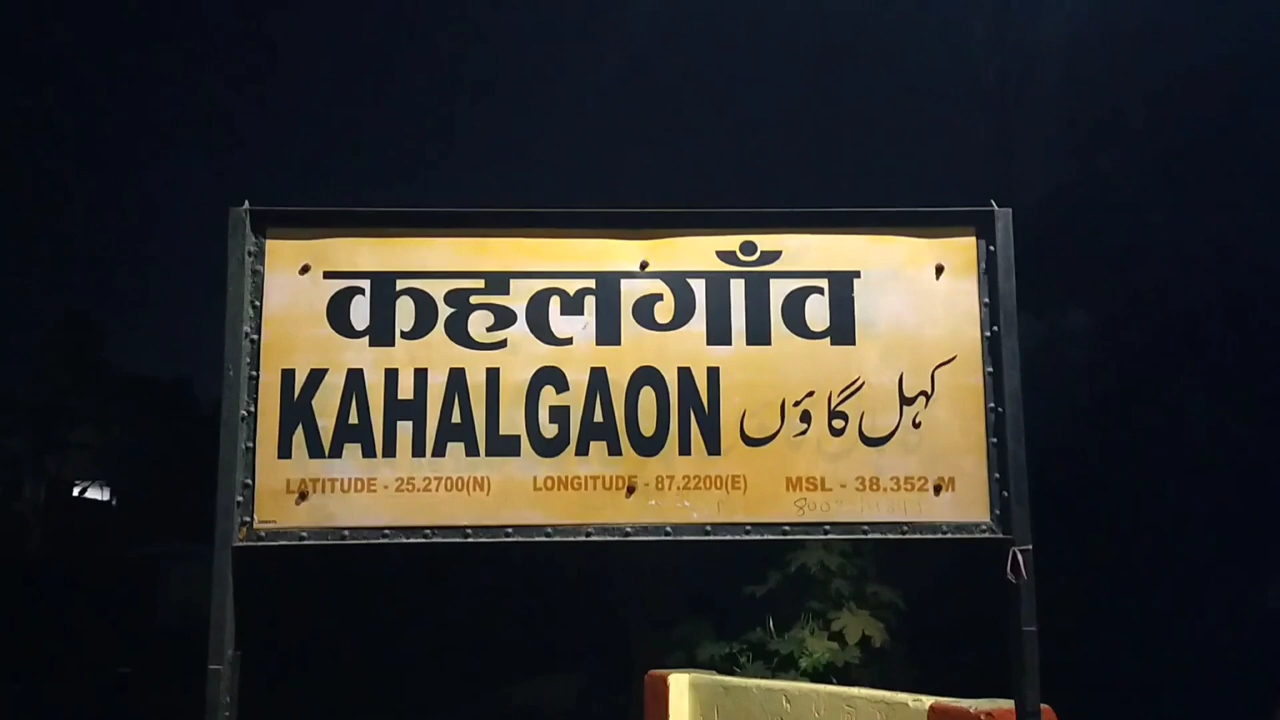 कहलगाँव
KAHALGAON کہل گاؤں
LATITUDE - 25.2700(N) LONGITUDE - 87.2200(E) MSL - 38.352 M